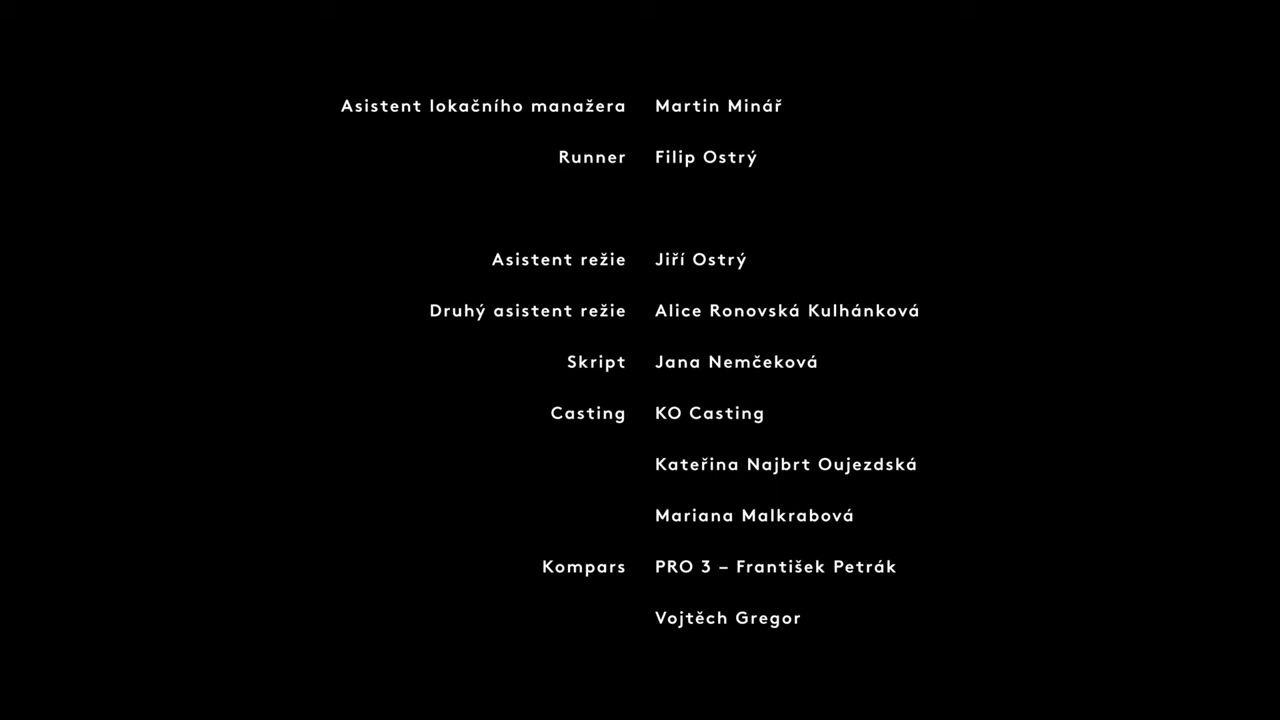 Asistent lokačního manažera Martin Minář
Runner Filip Ostrý
Asistent režie Jiří Ostrý
Druhý asistent režie Alice Ronovská Kulhánková
Skript Jana Nemčeková
Casting KO Casting
Kateřina Najbrt Oujezdská
Mariana Malkrabová
Kompars PRO 3 – František Petrák
Vojtěch Gregor